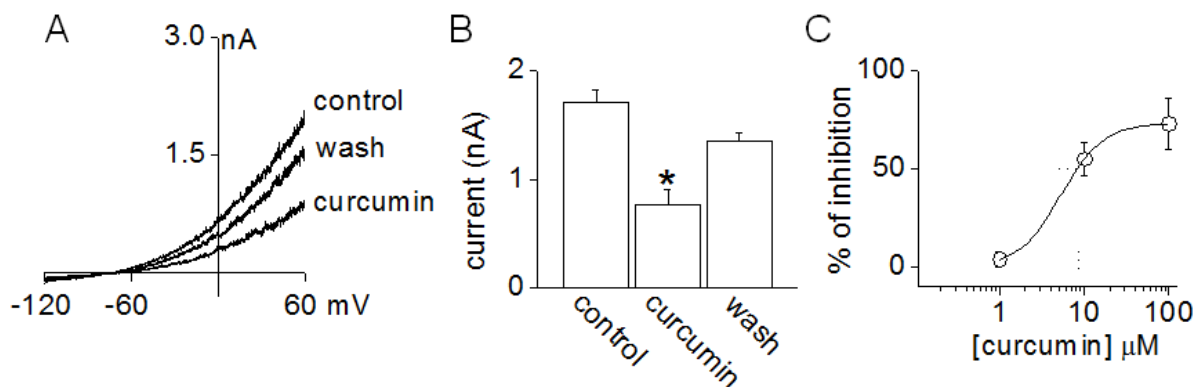 A
3.0
nA
control
1.5
wash
curcumin
-120
-60
60 mV
B
2
1
0
current (nA)
*
control
curcumin
wash
C
100
50
0
% of inhibition
1
10
100
[curcumin] μM